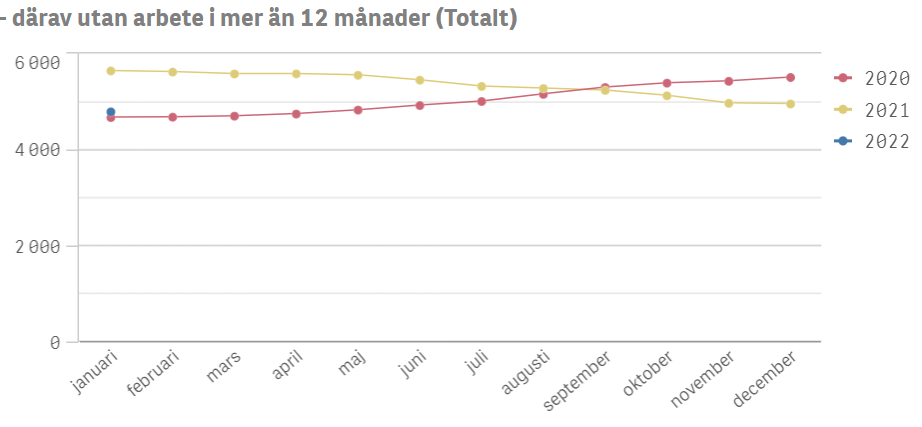 - därav utan arbete i mer än 12 månader (Totalt)
6 000
4 000
2 000
0
januari
februari
mars
april
maj
juni
juli
augusti
september
oktober
november
december
2020
2021
2022